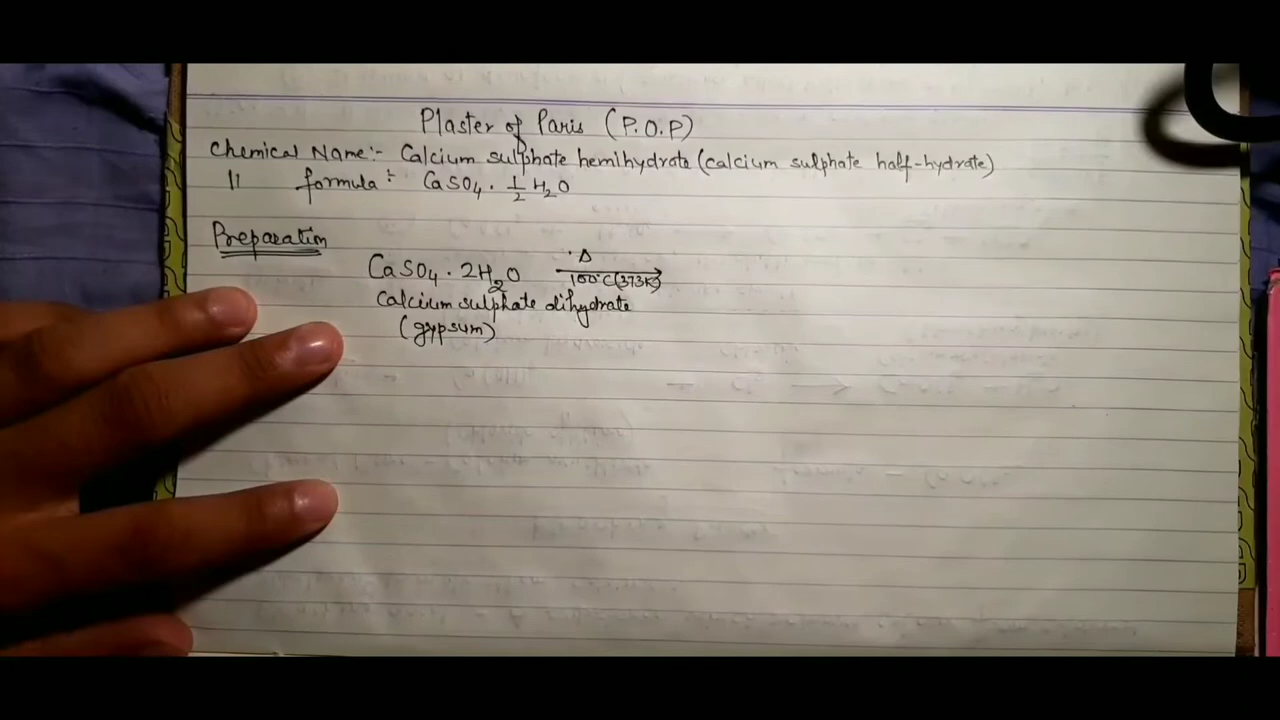 Plaster of Paris (P.O.P)
Chemical Name:- Calcium sulphate hemihydrate (calcium sulphate half-hydrate)
〃 formula:- CaSO₄ · 1/2 H₂O
Preparation
CaSO₄ · 2H₂O Δ → 100°C (373K)
Calcium sulphate dihydrate
(gypsum)